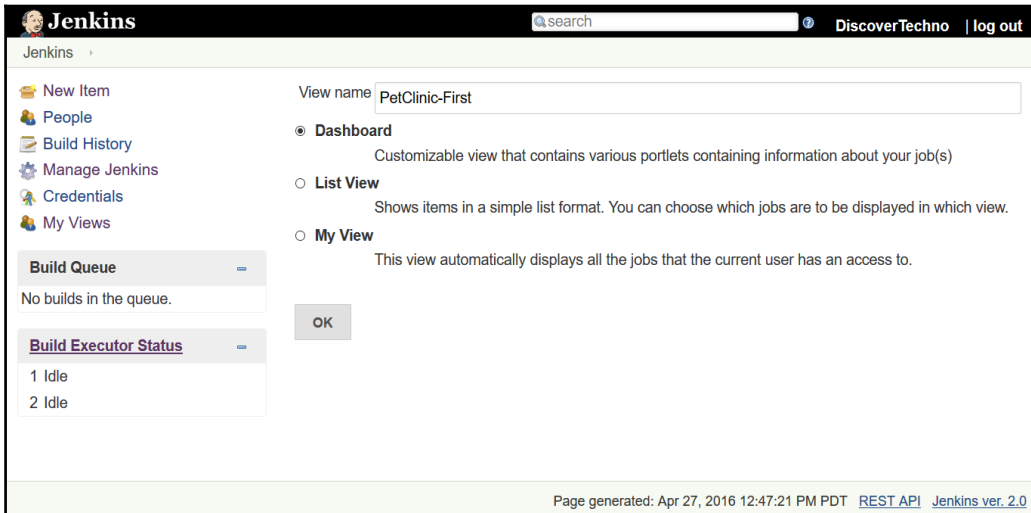 Jenkins
search
DiscoverTechno | log out
Jenkins
New Item
People
Build History
Manage Jenkins
Credentials
My Views
Build Queue
No builds in the queue.
Build Executor Status
1 Idle
2 Idle
View name PetClinic-First
Dashboard
Customizable view that contains various portlets containing information about your job(s)
List View
Shows items in a simple list format. You can choose which jobs are to be displayed in which view.
My View
This view automatically displays all the jobs that the current user has an access to.
OK
Page generated: Apr 27, 2016 12:47:21 PM PDT REST API Jenkins ver. 2.0